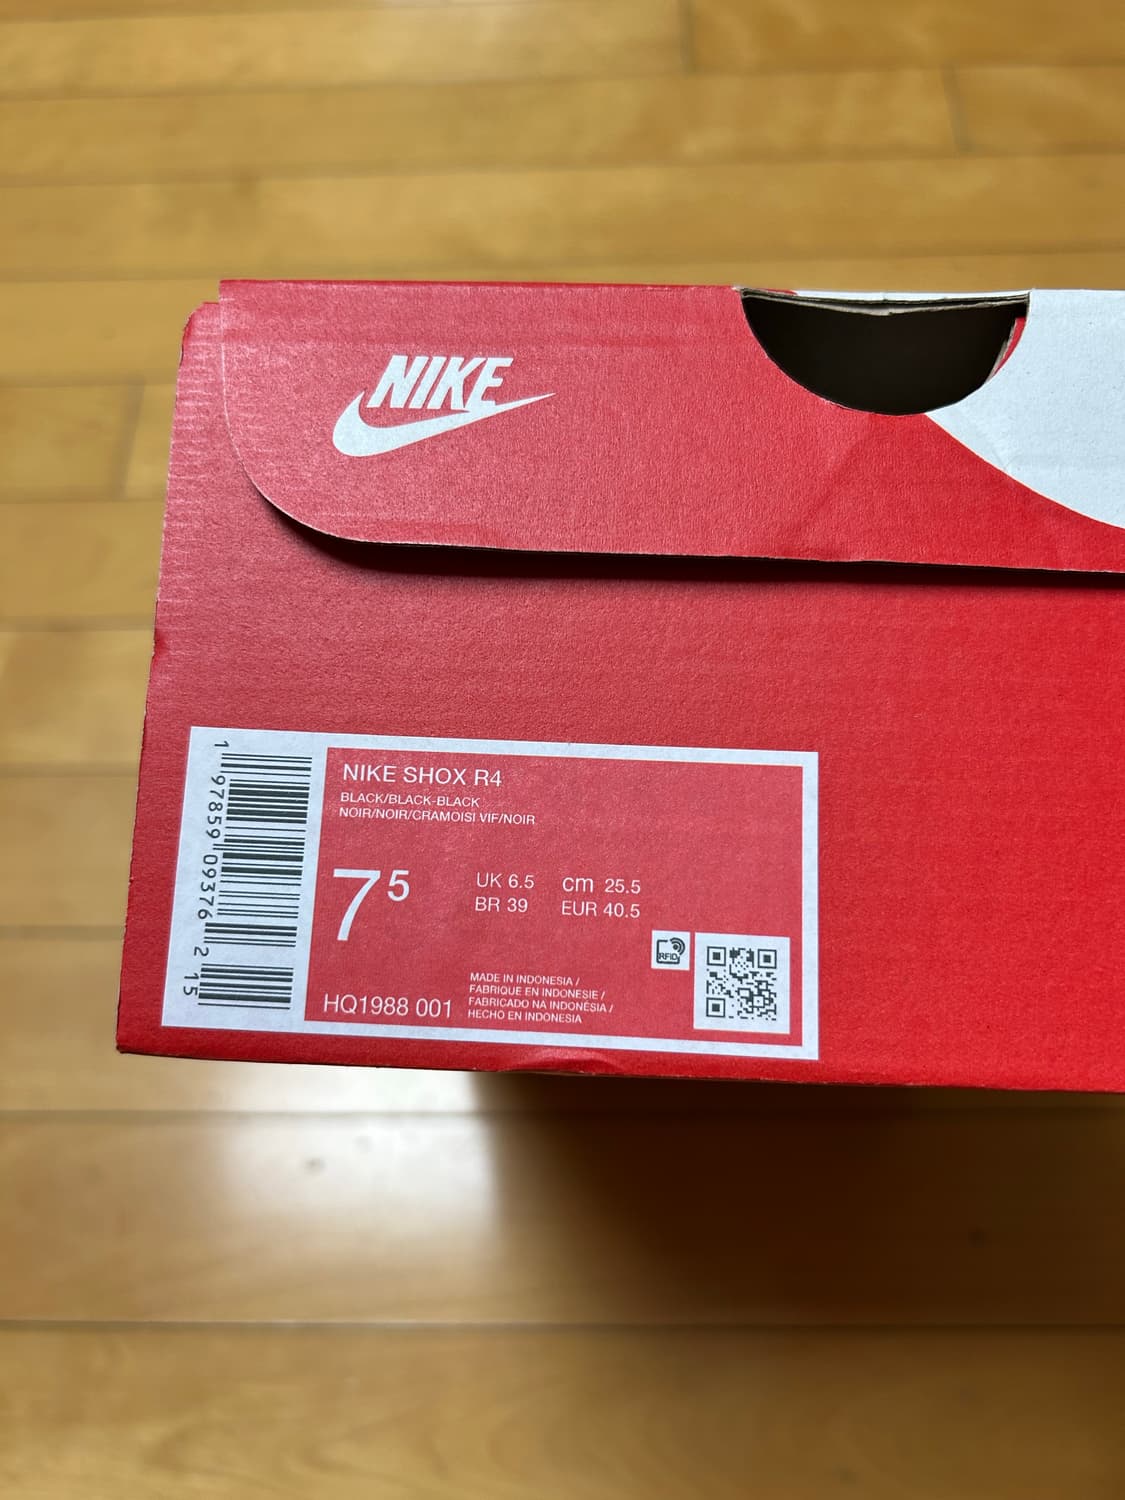 NIKE
NIKE SHOX R4
BLACK/BLACK-BLACK
NOIR/NOIR/CRAMOISI VIF/NOIR
7 5
UK 6.5 cm 25.5
BR 39 EUR 40.5
RFID
MADE IN INDONESIA /
FABRIQUE EN INDONESIE /
FABRICADO NA INDONÉSIA /
HECHO EN INDONESIA
HQ1988 001
1 97859 09376 2 15